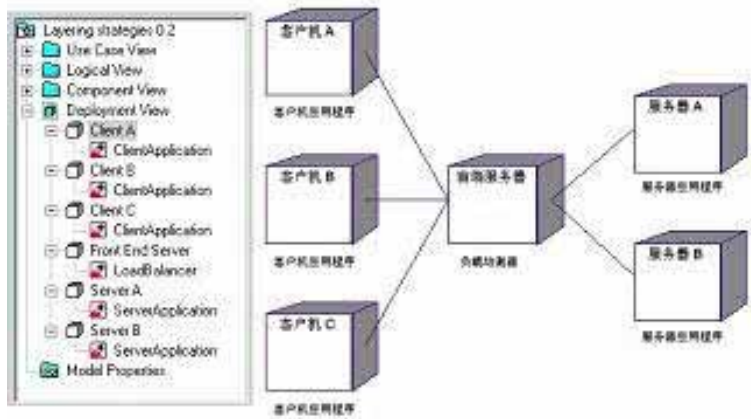 Layering strategies 0.2
Use Case View
Logical View
Component View
Deployment View
Client A
ClientApplication
Client B
ClientApplication
Client C
ClientApplication
Front End Server
LoadBalancer
Server A
ServerApplication
Server B
ServerApplication
Model Properties
客户机 A
客户机应用程序
客户机 B
客户机应用程序
客户机 C
客户机应用程序
前端服务器
负载均衡器
服务器 A
服务器应用程序
服务器 B
服务器应用程序